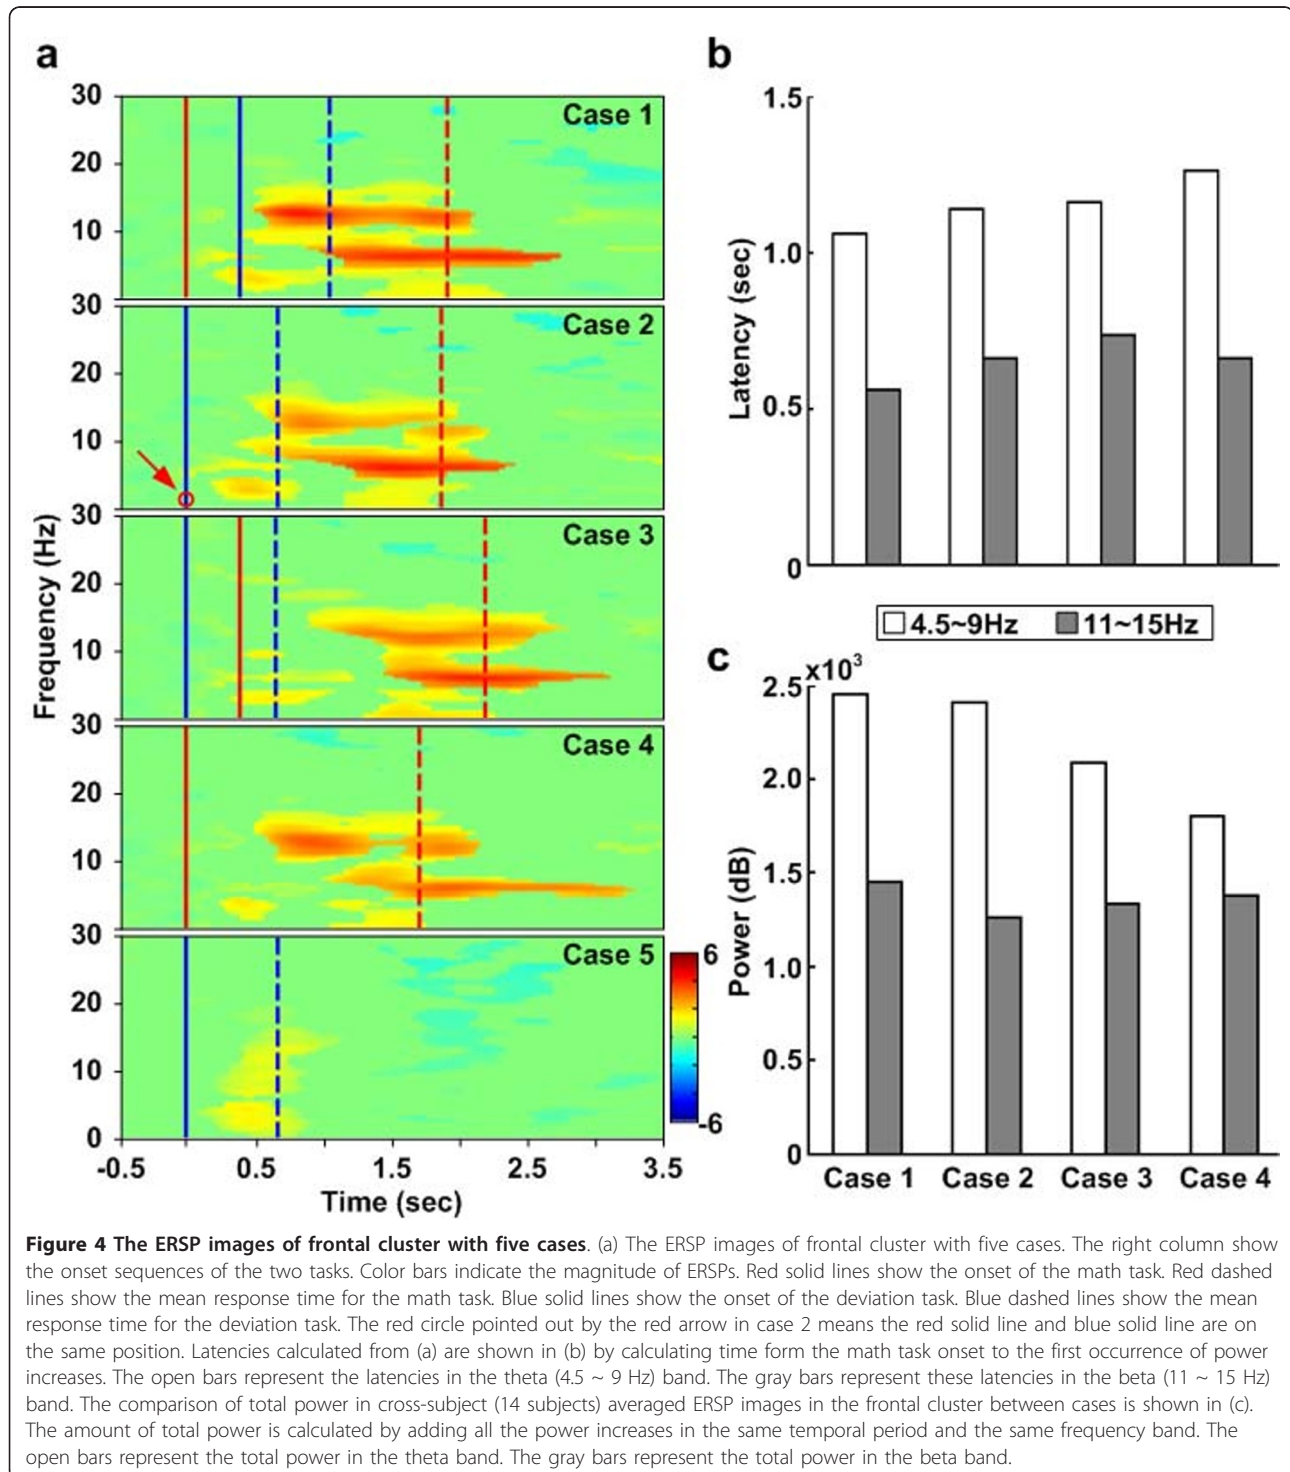 a
30
20
10
Case 1
30
20
10
Case 2
30
20
10
Case 3
30
20
10
Case 4
30
20
10
0
Case 5
6
-6
-0.5 0.5 1.5 2.5 3.5
Time (sec)
Frequency (Hz)
b
1.5
1.0
0.5
0
Latency (sec)
4.5~9Hz 11~15Hz
c
x10³
2.5
2.0
1.5
1.0
0.5
0
Power (dB)
Case 1 Case 2 Case 3 Case 4
Figure 4 The ERSP images of frontal cluster with five cases. (a) The ERSP images of frontal cluster with five cases. The right column show
the onset sequences of the two tasks. Color bars indicate the magnitude of ERSPs. Red solid lines show the onset of the math task. Red dashed
lines show the mean response time for the math task. Blue solid lines show the onset of the deviation task. Blue dashed lines show the mean
response time for the deviation task. The red circle pointed out by the red arrow in case 2 means the red solid line and blue solid line are on
the same position. Latencies calculated from (a) are shown in (b) by calculating time form the math task onset to the first occurrence of power
increases. The open bars represent the latencies in the theta (4.5 ~ 9 Hz) band. The gray bars represent these latencies in the beta (11 ~ 15 Hz)
band. The comparison of total power in cross-subject (14 subjects) averaged ERSP images in the frontal cluster between cases is shown in (c).
The amount of total power is calculated by adding all the power increases in the same temporal period and the same frequency band. The
open bars represent the total power in the theta band. The gray bars represent the total power in the beta band.